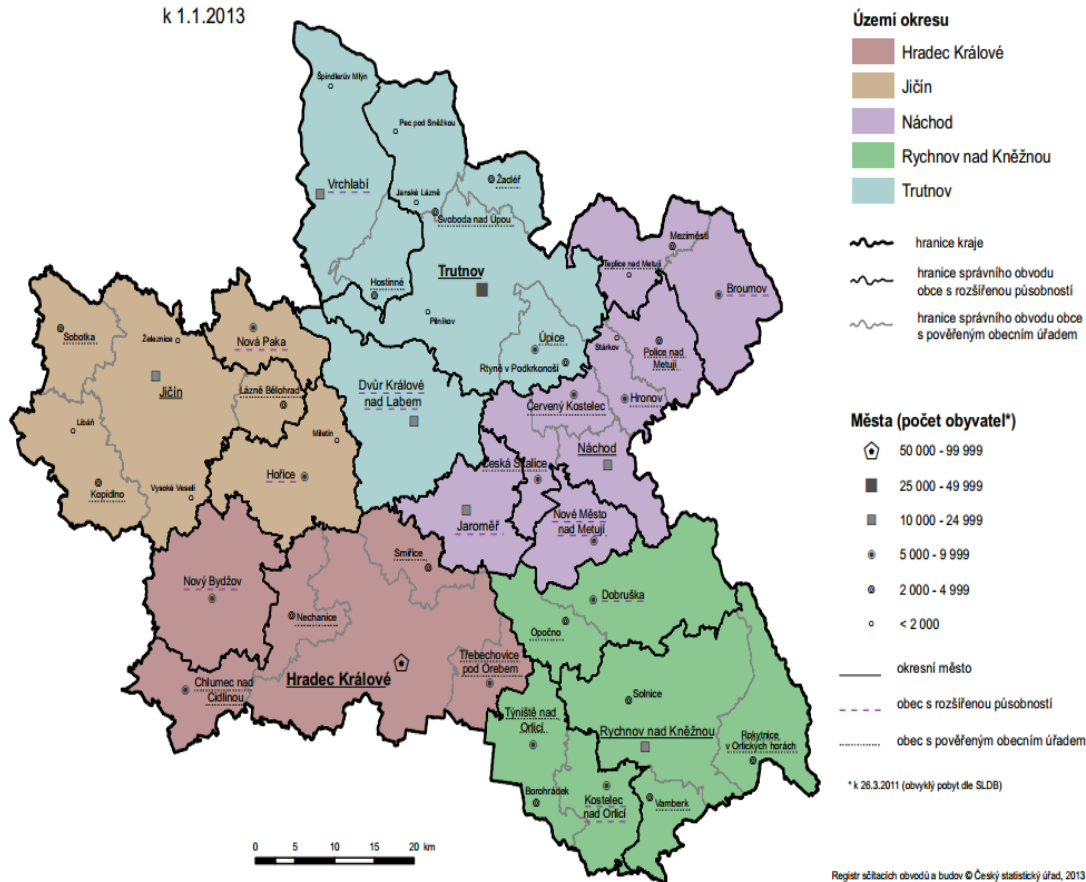 k 1.1.2013
Špindlerův Mlýn
Pec pod Sněžkou
Žacléř
Vrchlabí
Janské Lázně
Svoboda nad Úpou
Meziměstí
Teplice nad Metují
Trutnov
Hostinné
Broumov
Pilníkov
Sobotka
Železnice
Nová Paka
Úpice
Stárkov
Police nad
Metují
Rtyně v Podkrkonoší
Jičín
Lázně Bělohrad
Dvůr Králové
nad Labem
Červený Kostelec
Hronov
Libáň
Miletín
Náchod
Česká Skalice
Hořice
Kopidlno
Vysoké Veselí
Jaroměř
Nové Město
nad Metují
Smiřice
Nový Bydžov
Dobruška
Nechanice
Opočno
Třebechovice
pod Orebem
Hradec Králové
Chlumec nad
Cidlinou
Solnice
Týniště nad
Orlicí
Rychnov nad Kněžnou
Rokytnice
v Orlických horách
Borohrádek
Kostelec
nad Orlicí
Vamberk
0 5 10 15 20 km
Území okresu
Hradec Králové
Jičín
Náchod
Rychnov nad Kněžnou
Trutnov
hranice kraje
hranice správního obvodu
obce s rozšířenou působností
hranice správního obvodu obce
s pověřeným obecním úřadem
Města (počet obyvatel*)
50 000 - 99 999
25 000 - 49 999
10 000 - 24 999
5 000 - 9 999
2 000 - 4 999
< 2 000
okresní město
obec s rozšířenou působností
obec s pověřeným obecním úřadem
* k 26.3.2011 (obvyklý pobyt dle SLDB)
Registr sčítacích obvodů a budov © Český statistický úřad, 2013